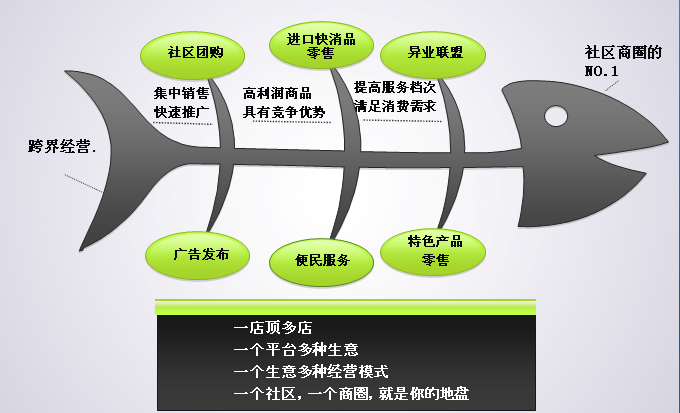 社区团购
进口快消品
零售
异业联盟
社区商圈的
NO.1
集中销售
快速推广
高利润商品
具有竞争优势
提高服务档次
满足消费需求
跨界经营.
广告发布
便民服务
特色产品
零售
一店顶多店
一个平台多种生意
一个生意多种经营模式
一个社区,一个商圈,就是你的地盘